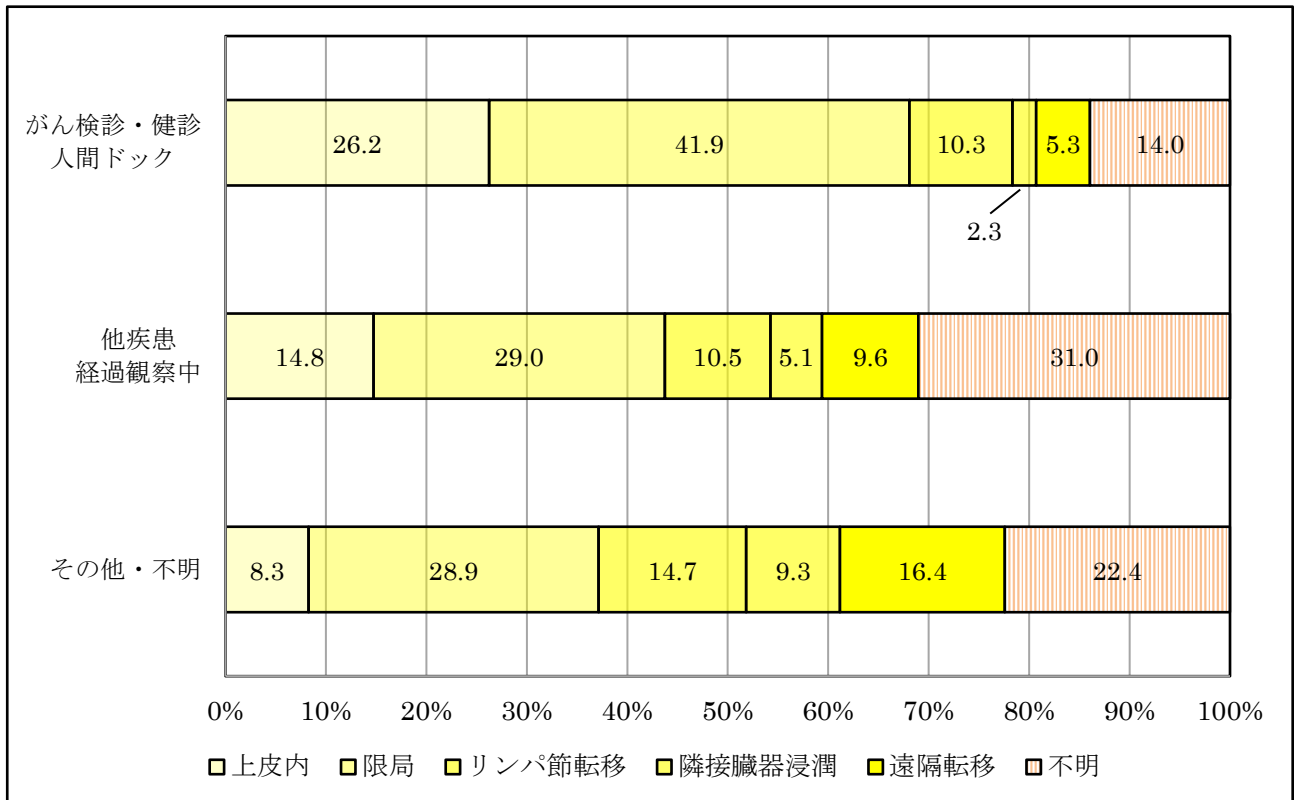 がん検診・健診
人間ドック
26.2
41.9
10.3
5.3
14.0
2.3
他疾患
経過観察中
14.8
29.0
10.5
5.1
9.6
31.0
その他・不明
8.3
28.9
14.7
9.3
16.4
22.4
0% 10% 20% 30% 40% 50% 60% 70% 80% 90% 100%
上皮内 限局 リンパ節転移 隣接臓器浸潤 遠隔転移 不明